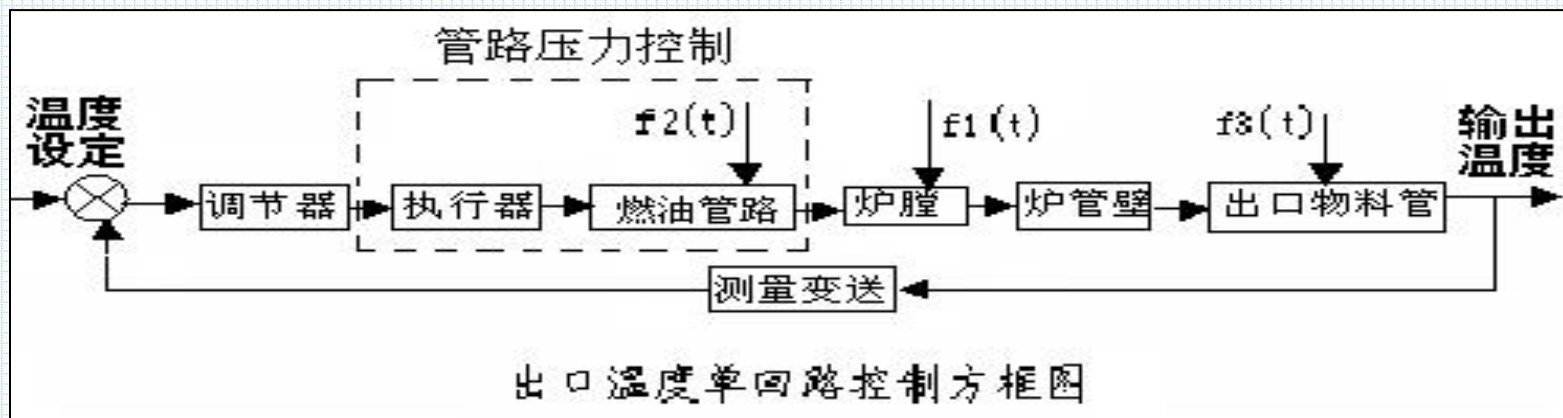 管路压力控制
温度
设定
f2(t)
f1(t)
f3(t)
输出
温度
调节器
执行器
燃油管路
炉膛
炉管壁
出口物料管
测量变送
出口温度单回路控制方框图